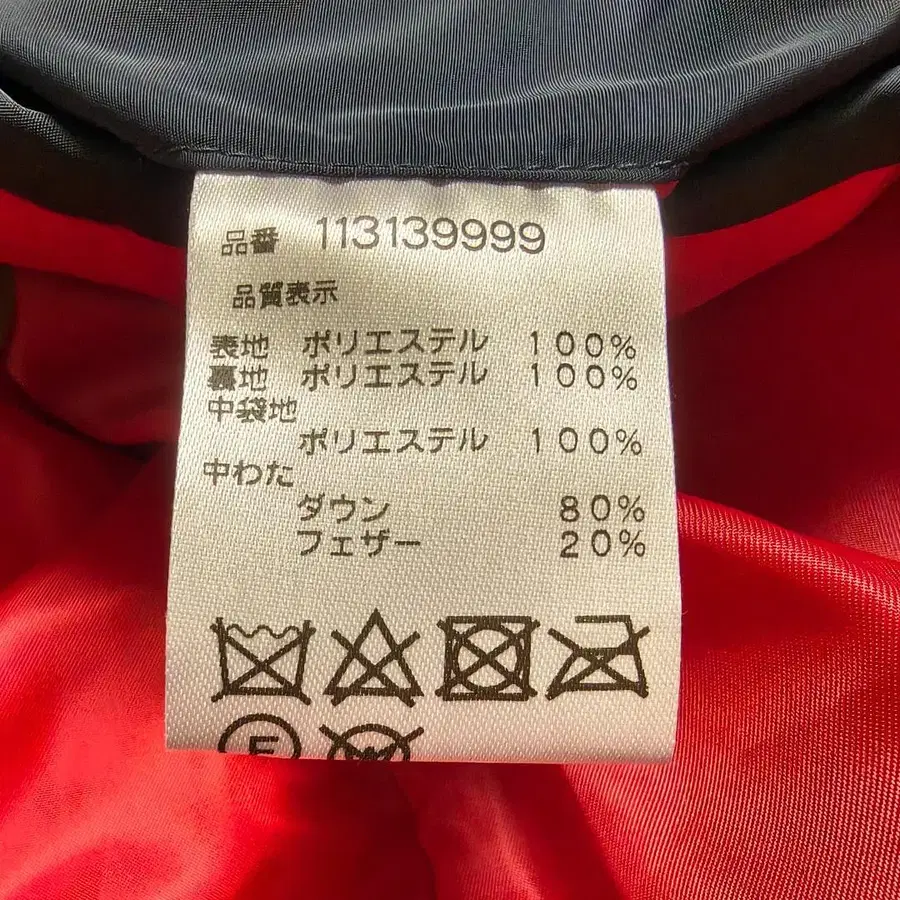 品番 113139999
品質表示
表地 ポリエステル 100%
裏地 ポリエステル 100%
中袋地
ポリエステル 100%
中わた
ダウン 80%
フェザー 20%
F
W